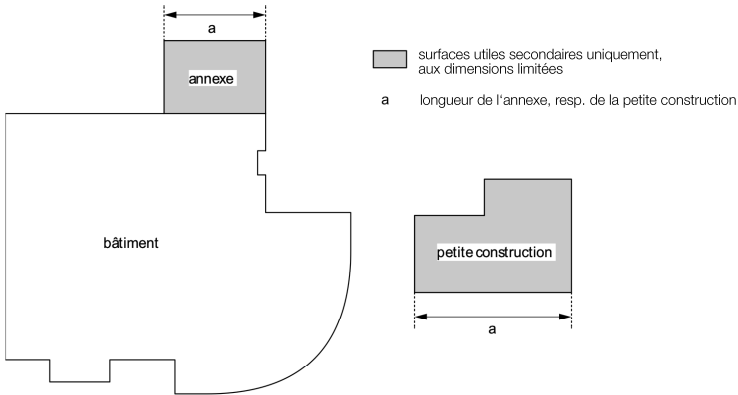 a
annexe
bâtiment
surfaces utiles secondaires uniquement,
aux dimensions limitées
a longueur de l'annexe, resp. de la petite construction
petite construction
a